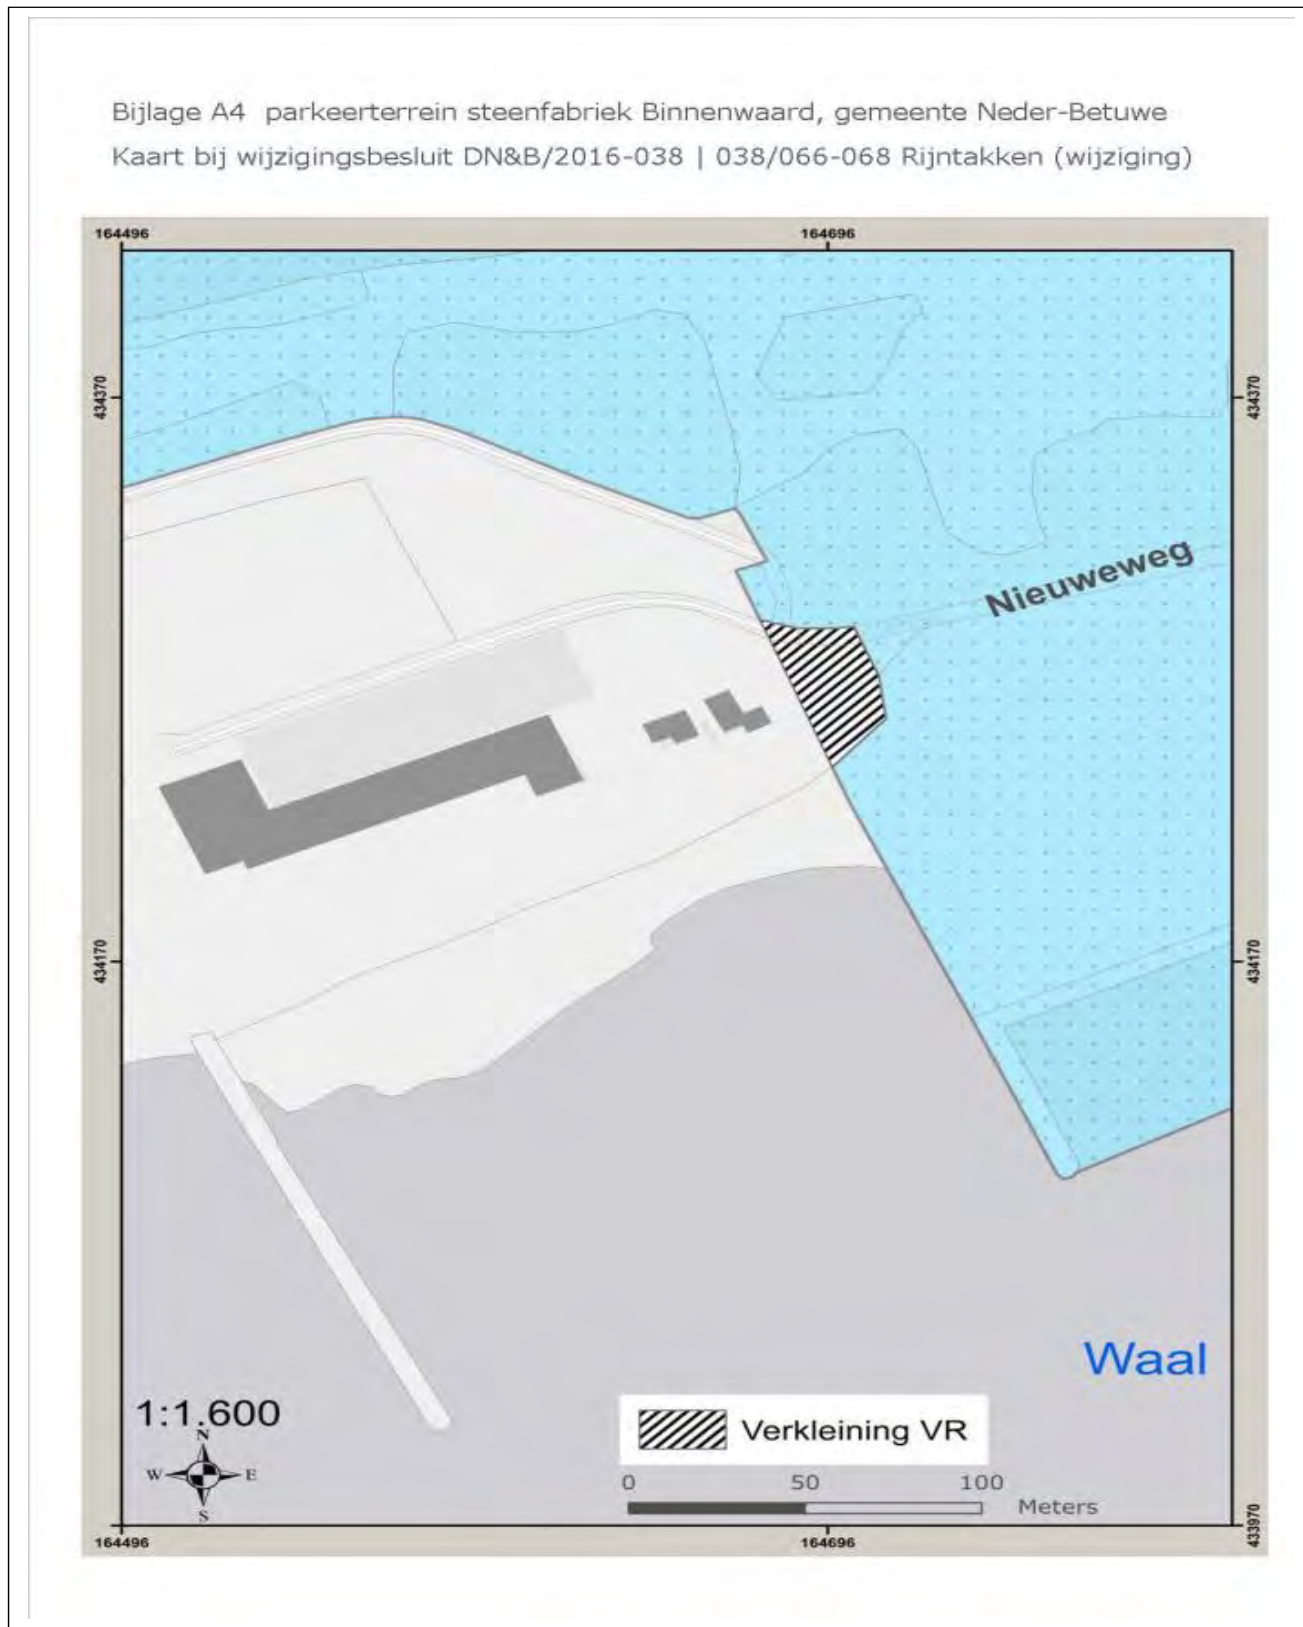 Bijlage A4  parkeerterrein steenfabriek Binnenwaard, gemeente Neder-Betuwe
Kaart bij wijzigingsbesluit DN&B/2016-038 | 038/066-068 Rijntakken (wijziging)
164496
164696
434370
434370
Nieuweweg
434170
434170
Waal
1:1.600
N
W
E
S
Verkleining VR
0
50
100
Meters
433970
164496
164696